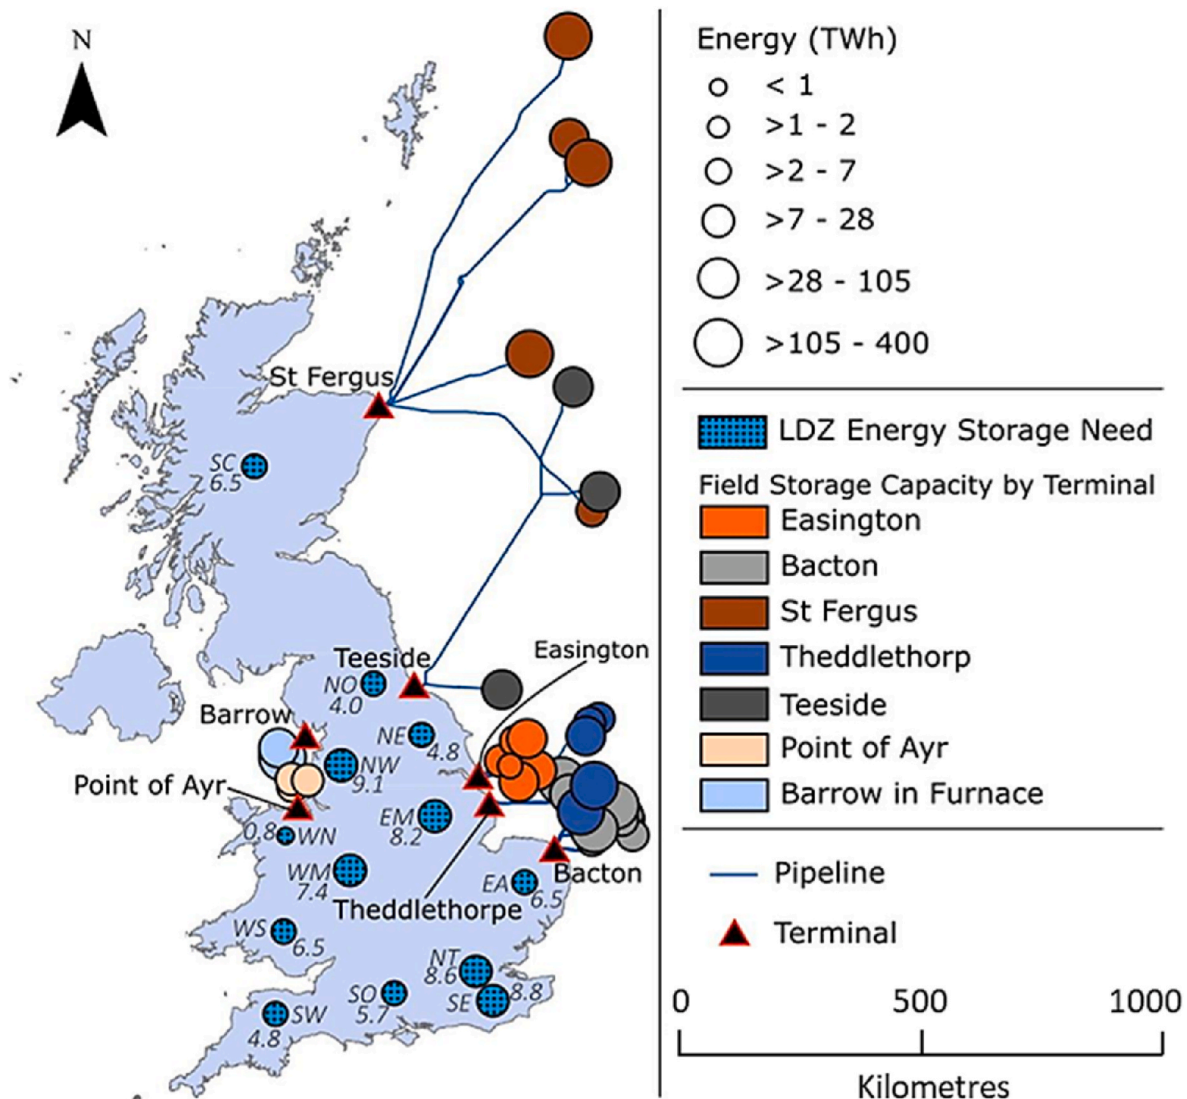 N
St Fergus
SC
6.5
Teeside
Easington
NO
4.0
Barrow
NE
4.8
NW
9.1
Point of Ayr
EM
8.2
0.8 WN
WM
7.4
Bacton
EA
6.5
Theddlethorpe
WS
6.5
NT
8.6
SE
8.8
SO
5.7
SW
4.8
Energy (TWh)
< 1
>1 - 2
>2 - 7
>7 - 28
>28 - 105
>105 - 400
LDZ Energy Storage Need
Field Storage Capacity by Terminal
Easington
Bacton
St Fergus
Theddlethorp
Teeside
Point of Ayr
Barrow in Furnace
Pipeline
Terminal
0 500 1000
Kilometres